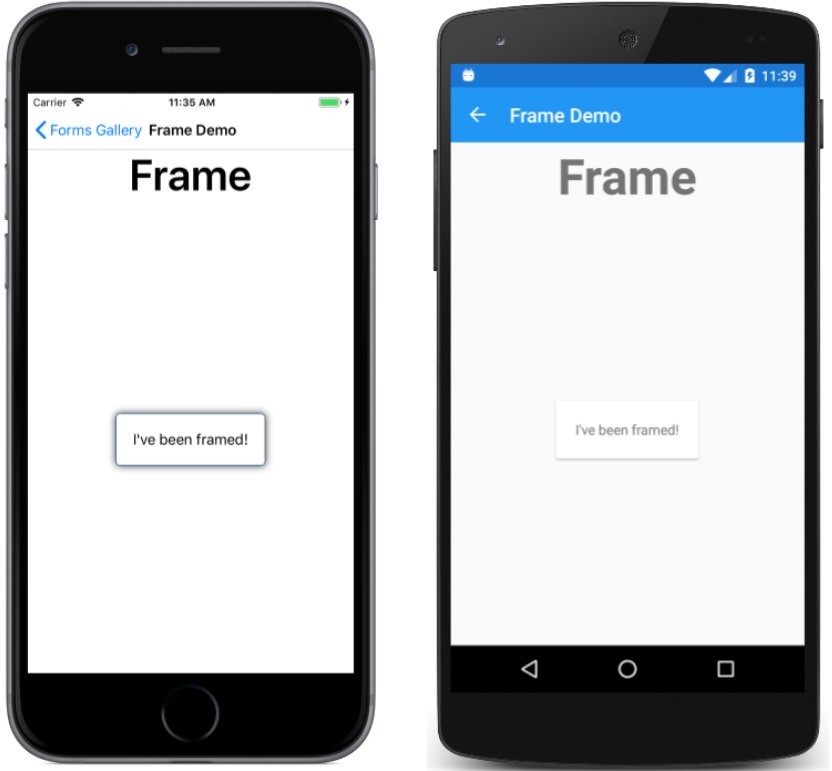 Carrier 11:35 AM
Forms Gallery Frame Demo
Frame
I've been framed!
11:39
Frame Demo
Frame
I've been framed!